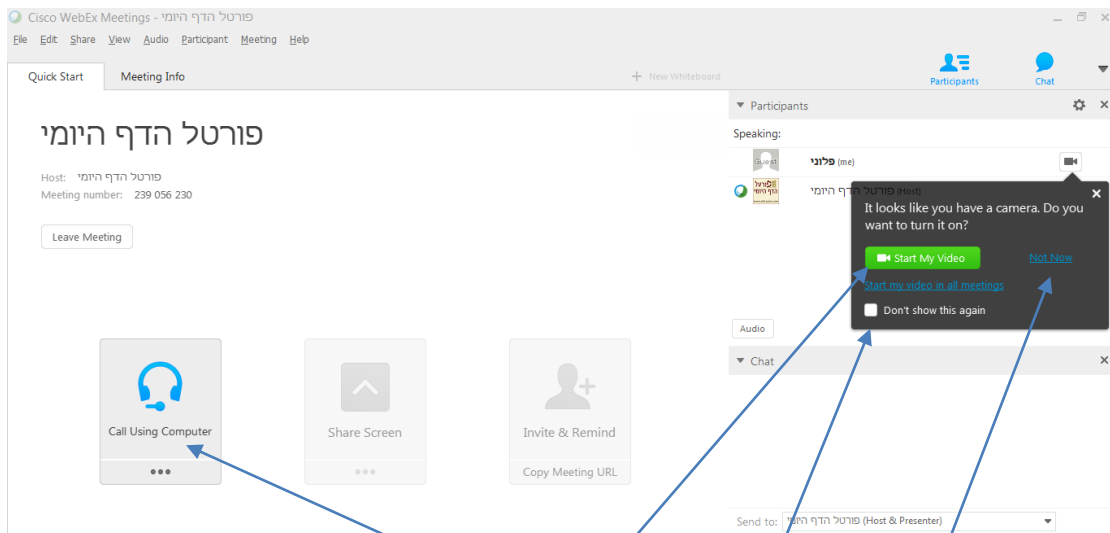 Cisco WebEx Meetings - פורטל הדף היומי
File Edit Share View Audio Participant Meeting Help
Quick Start Meeting Info + New Whiteboard
Participants Chat
פורטל הדף היומי
Host: פורטל הדף היומי
Meeting number: 239 056 230
Leave Meeting
Call Using Computer
Share Screen
Invite & Remind
Copy Meeting URL
Participants
Speaking:
Guest פלוני (me)
פורטל הדף היומי (Host)
It looks like you have a camera. Do you
want to turn it on?
Start My Video Not Now
Start my video in all meetings
Don't show this again
Audio
Chat
Send to: פורטל הדף היומי (Host & Presenter)